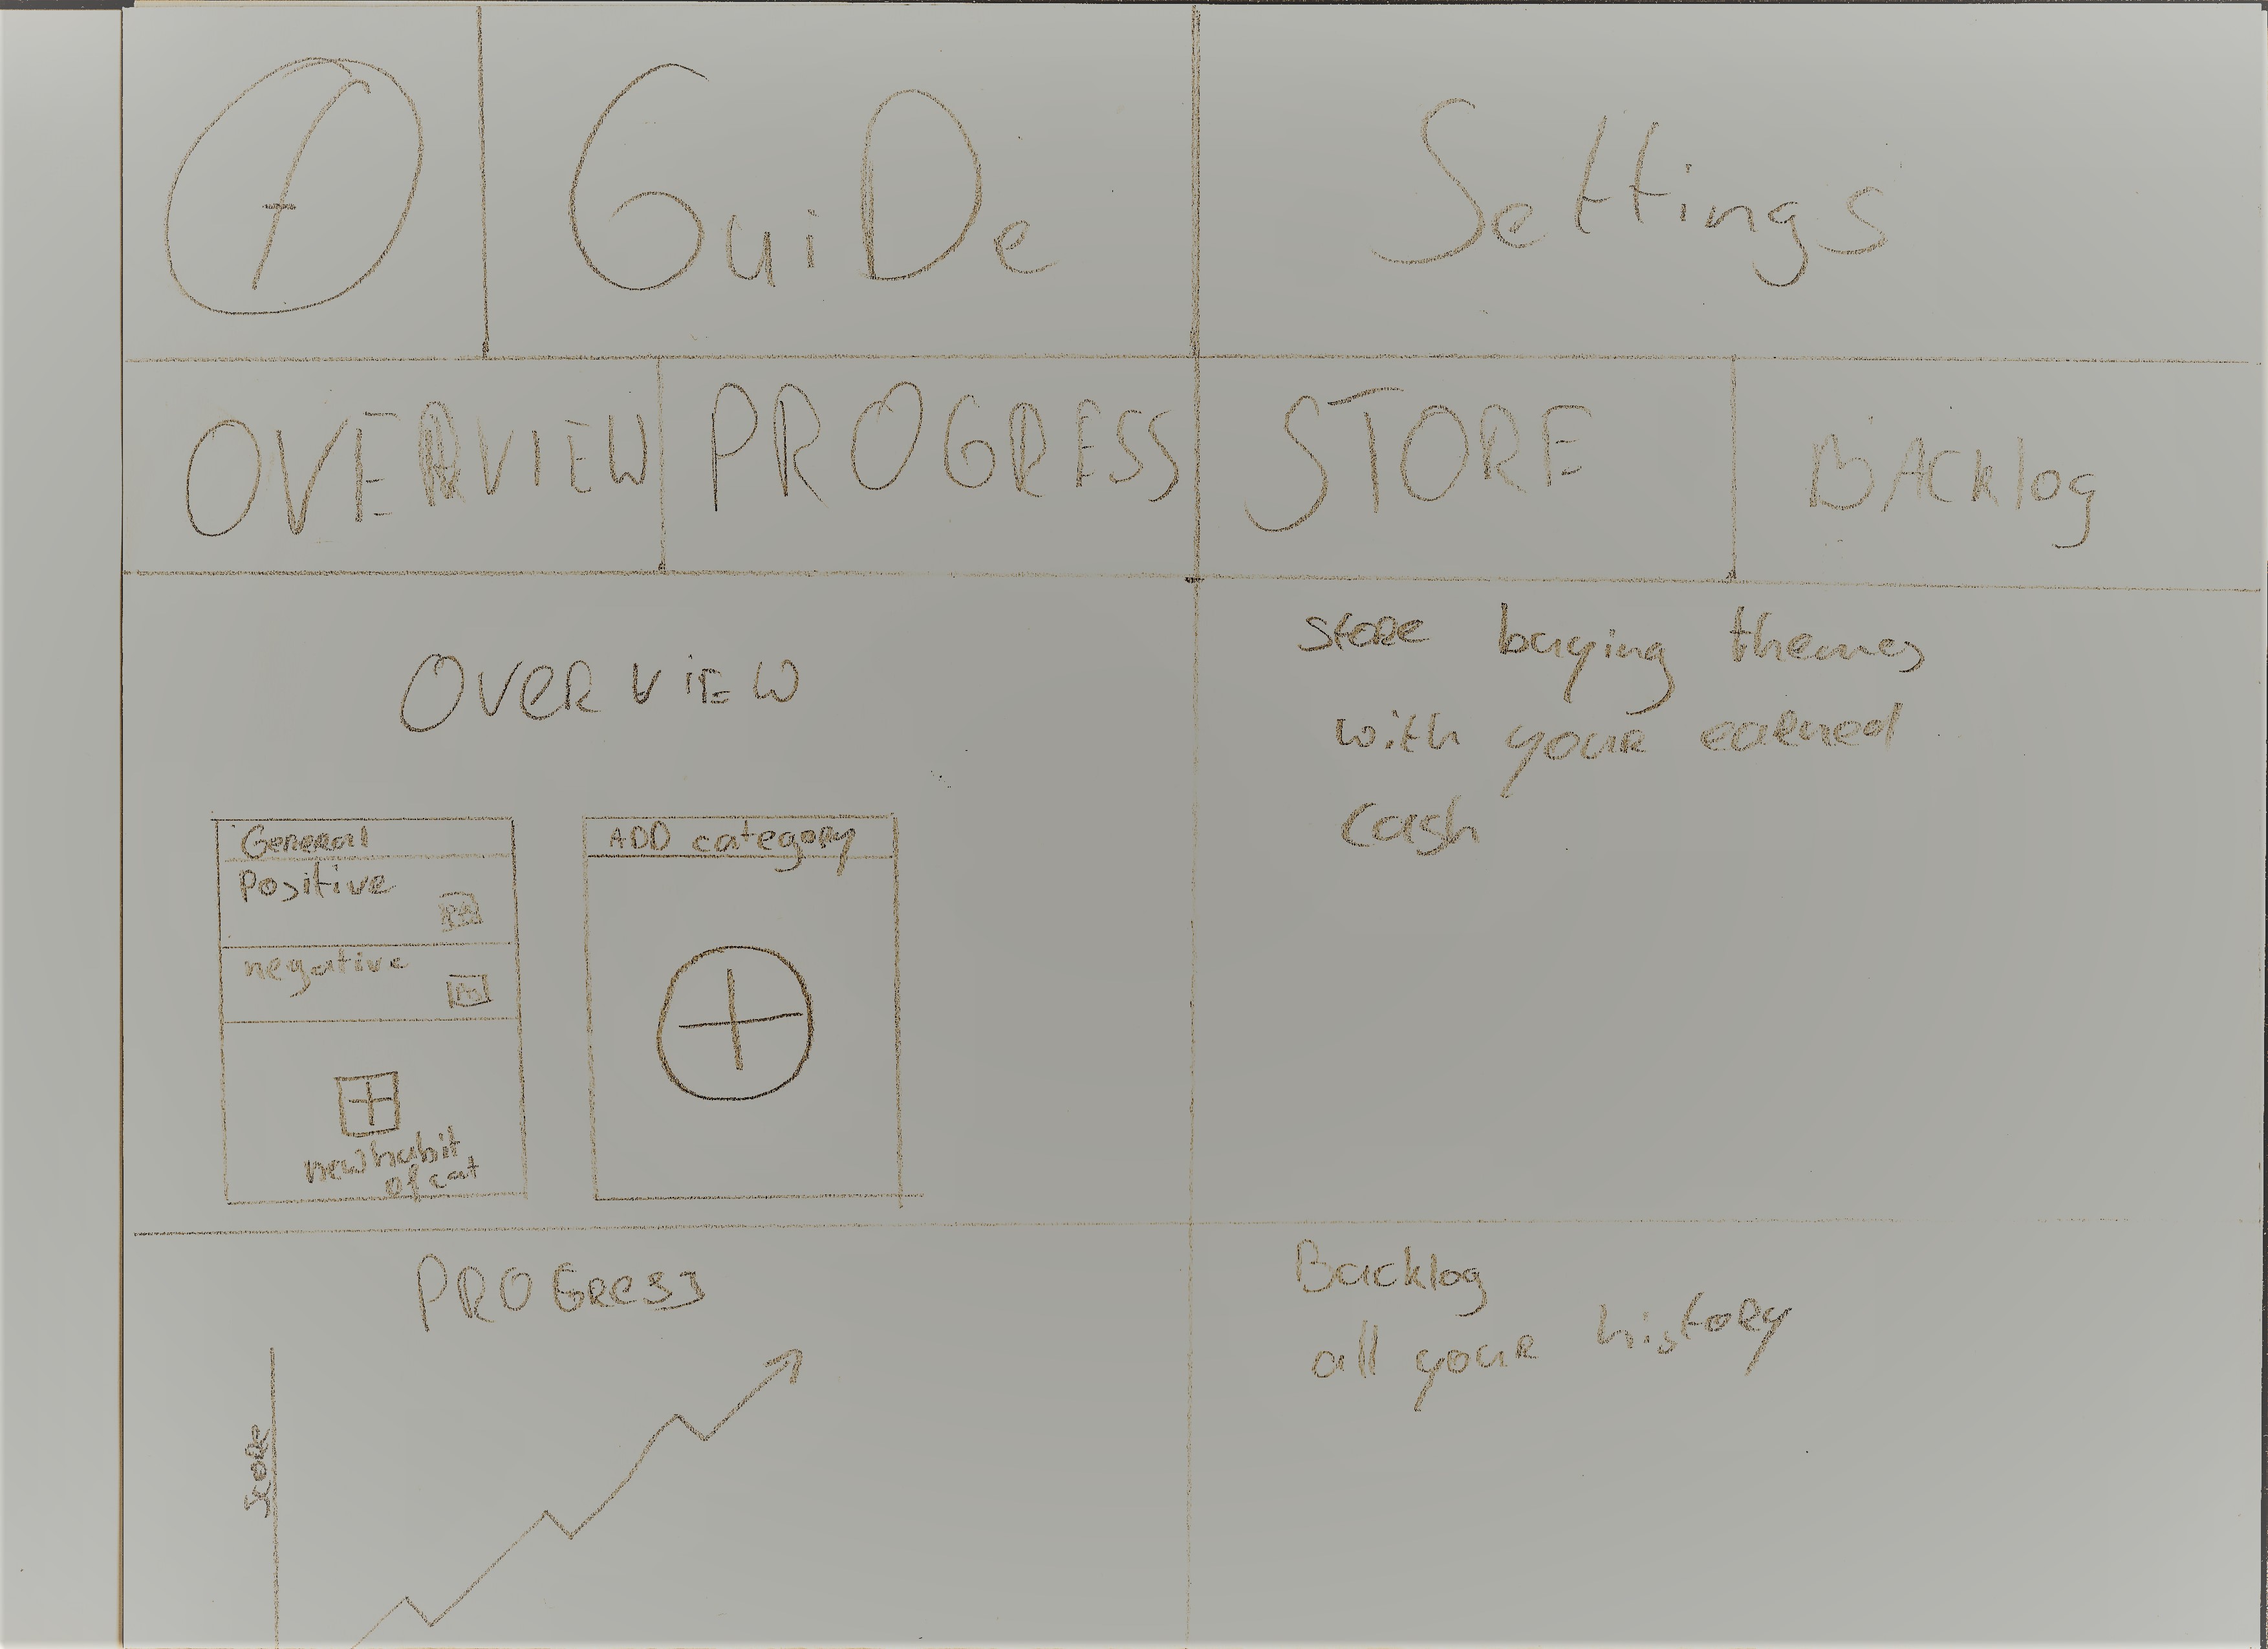 f
GuiDe
Settings
OVERVIEW
PROGRESS
STORE
BACKlog
OVERVIEW
General
Positive
negative
new habit
of cat
ADD category
store buying themes
with your earned
cash
PROGRESS
Score
Backlog
all your history